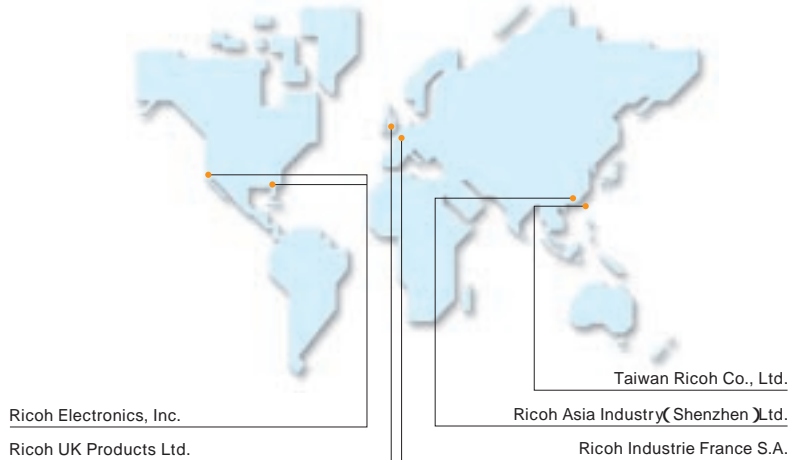 Taiwan Ricoh Co., Ltd.
Ricoh Electronics, Inc.
Ricoh Asia Industry(Shenzhen)Ltd.
Ricoh UK Products Ltd.
Ricoh Industrie France S.A.